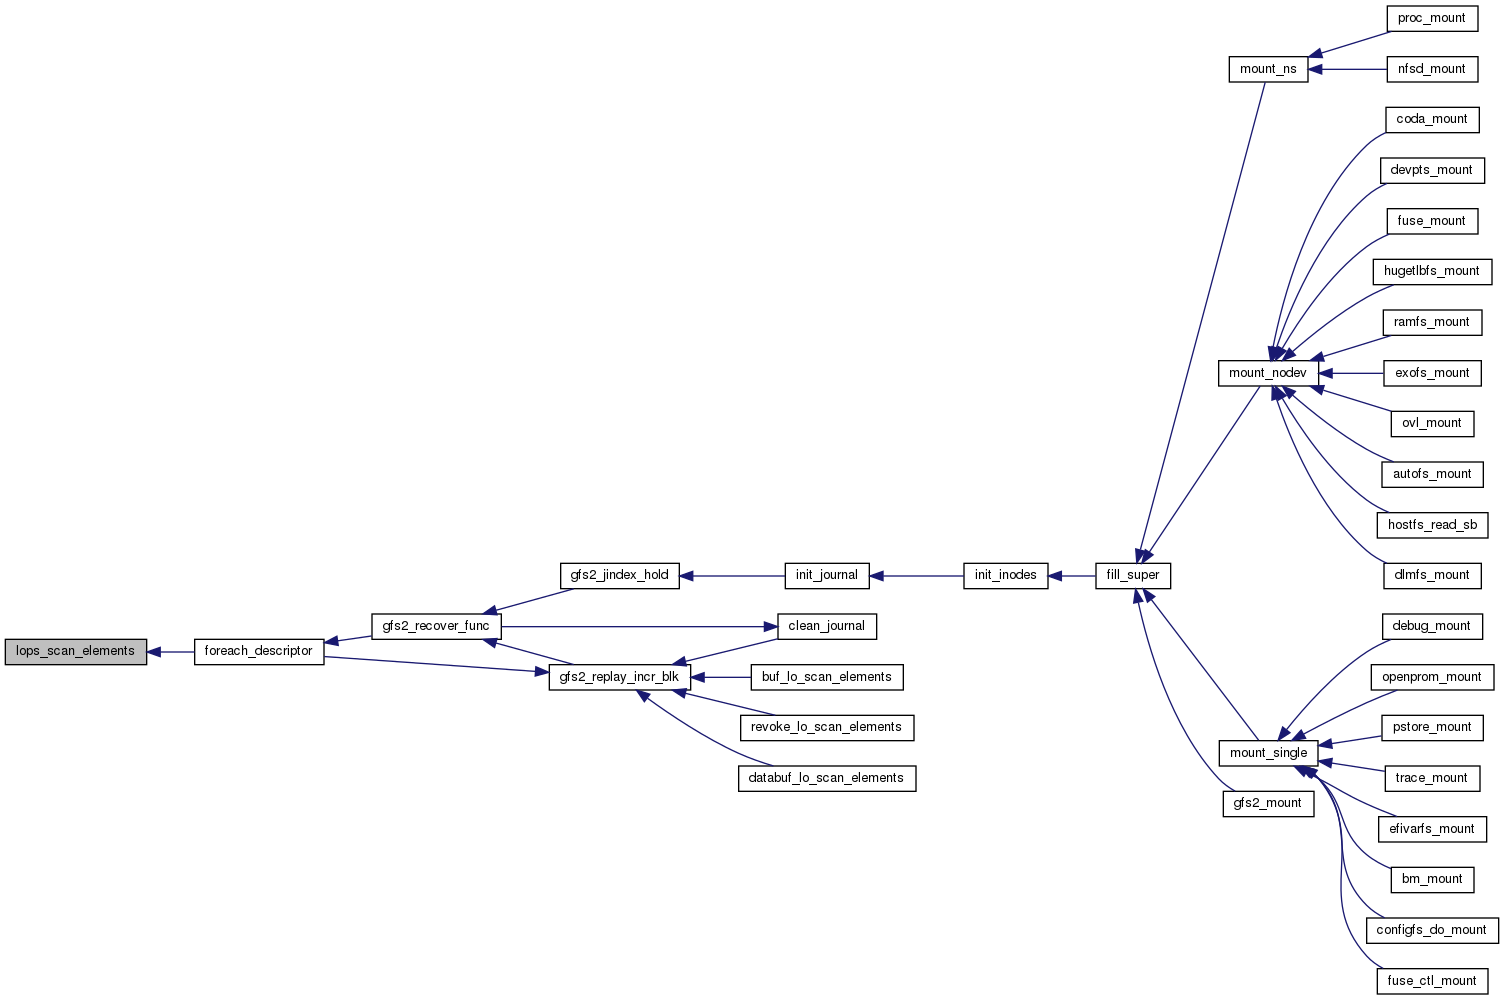 proc_mount
mount_ns
nfsd_mount
coda_mount
devpts_mount
fuse_mount
hugetlbfs_mount
ramfs_mount
mount_nodev
exofs_mount
ovl_mount
autofs_mount
hostfs_read_sb
gfs2_jindex_hold
init_journal
init_inodes
fill_super
dlmfs_mount
gfs2_recover_func
clean_journal
debug_mount
lops_scan_elements
foreach_descriptor
gfs2_replay_incr_blk
buf_lo_scan_elements
openprom_mount
revoke_lo_scan_elements
pstore_mount
mount_single
databuf_lo_scan_elements
trace_mount
gfs2_mount
efivarfs_mount
bm_mount
configfs_do_mount
fuse_ctl_mount